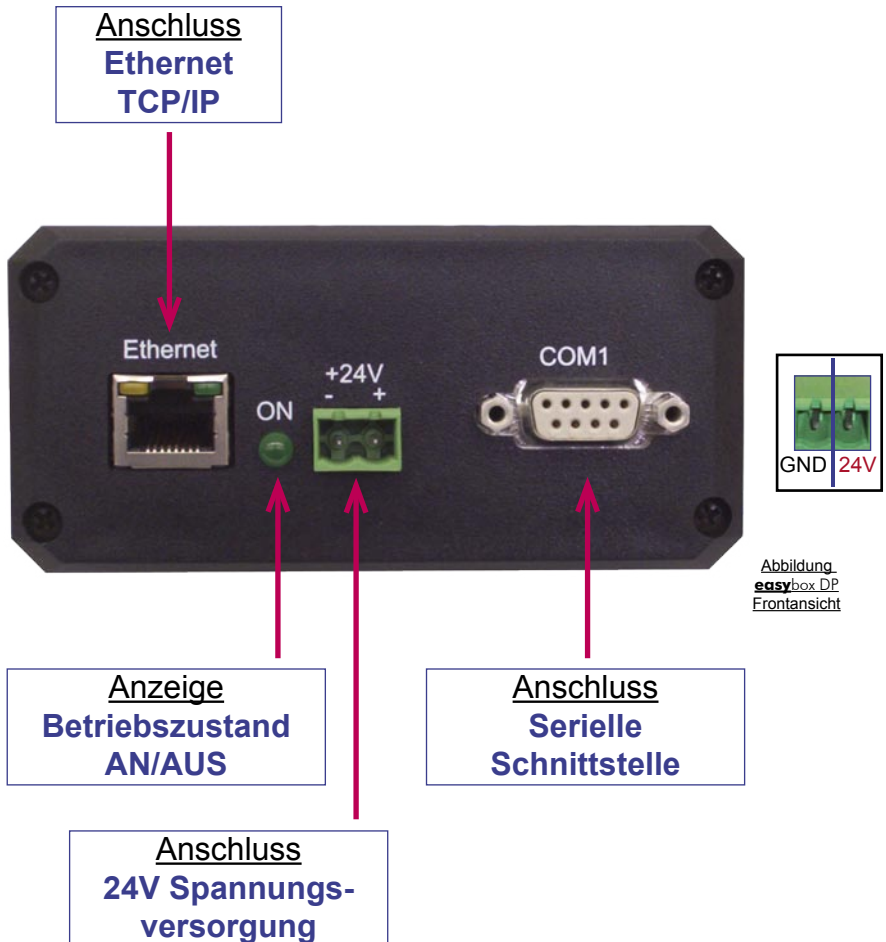 Anschluss
Ethernet
TCP/IP
Ethernet
ON
+24V
- +
COM1
GND 24V
Abbildung
easybox DP
Frontansicht
Anzeige
Betriebszustand
AN/AUS
Anschluss
Serielle
Schnittstelle
Anschluss
24V Spannungs-
versorgung